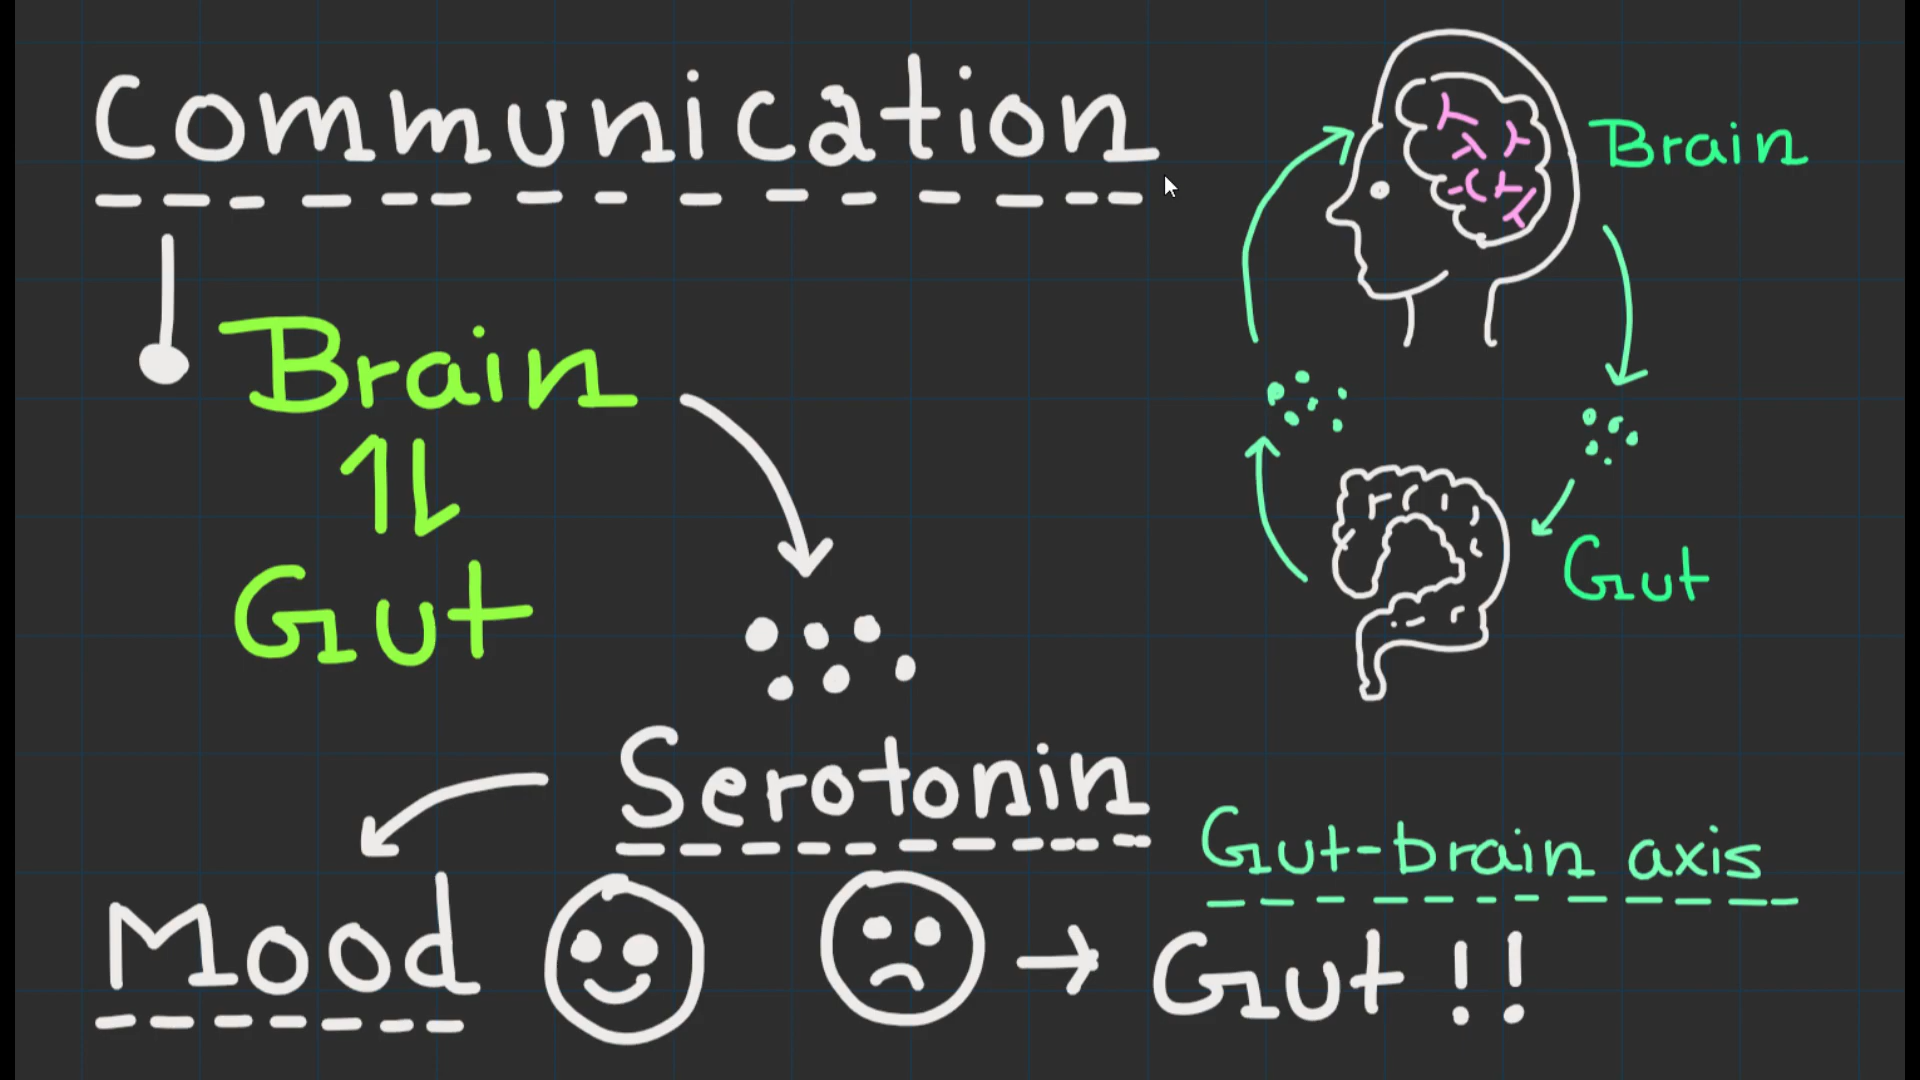 Communication
Brain
Brain
Gut
Gut
Serotonin
Gut-brain axis
Mood
Gut !!